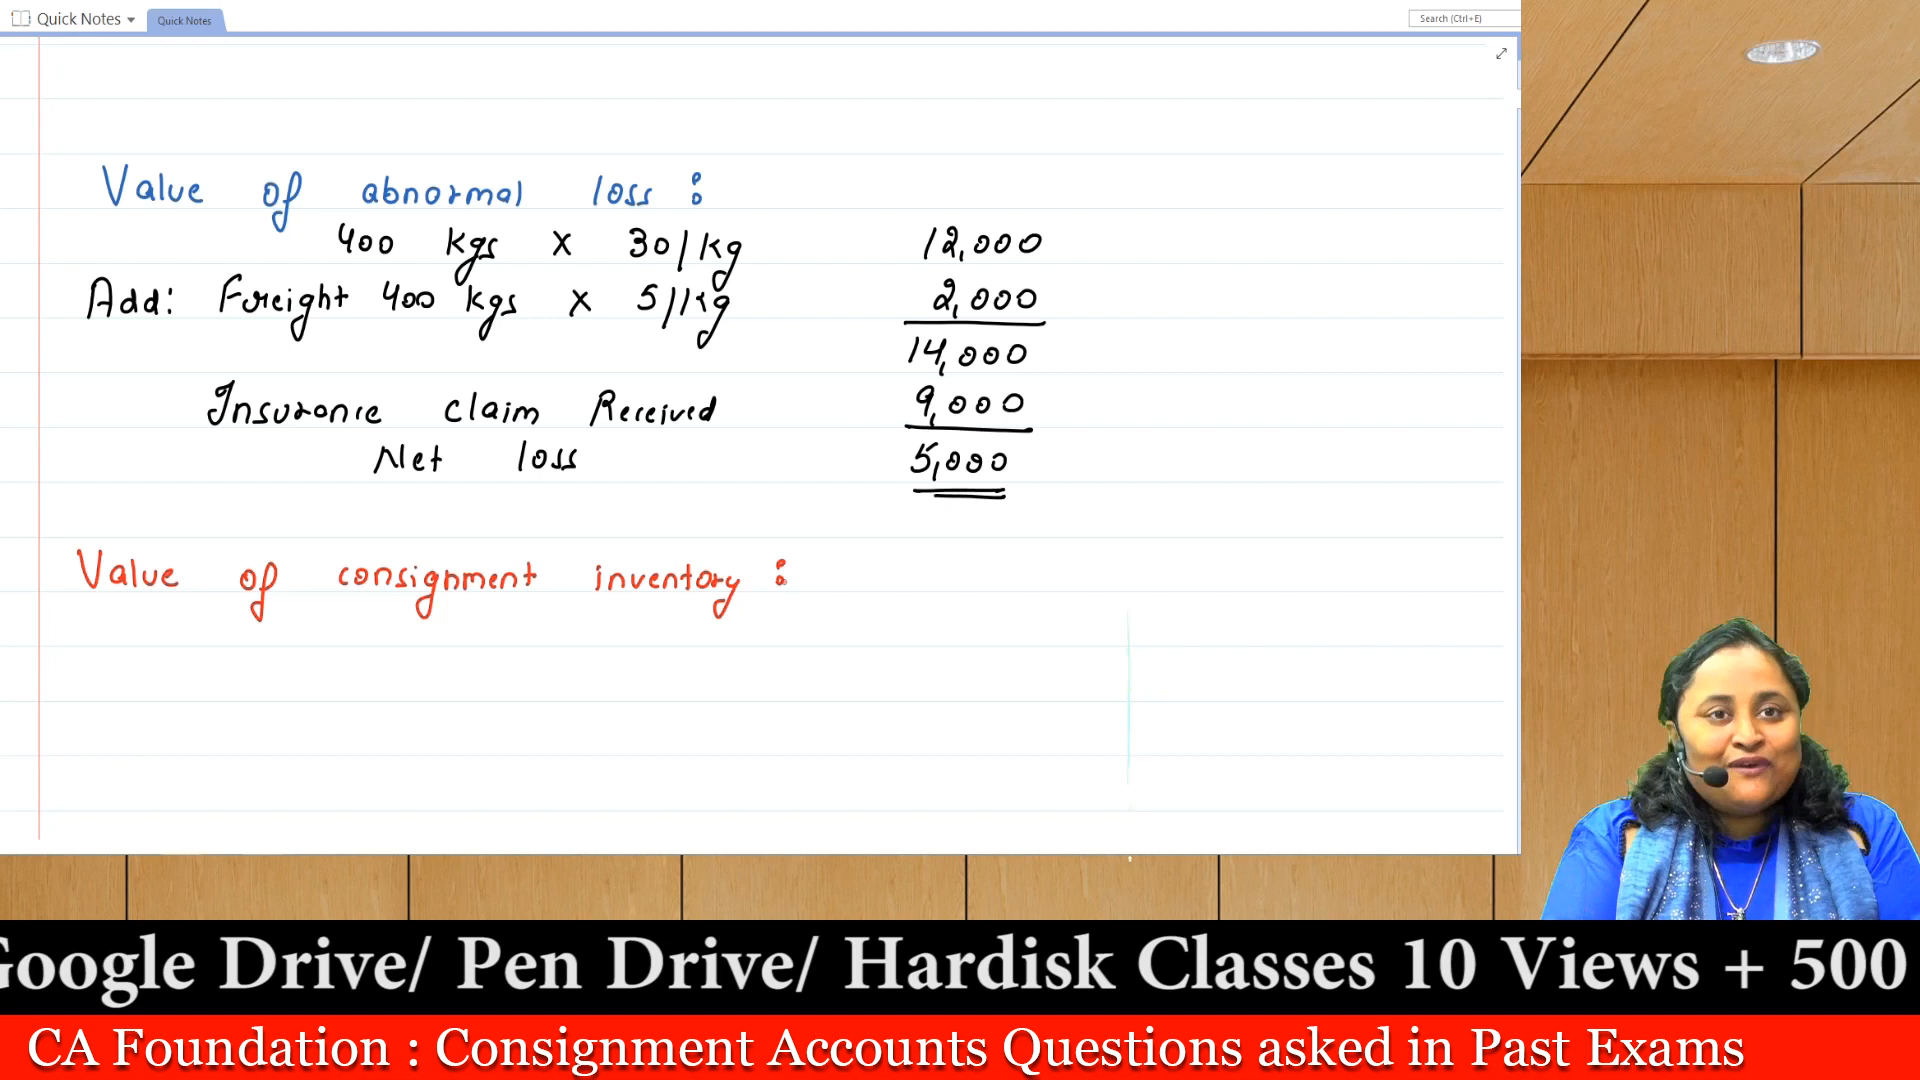 Quick Notes
Quick Notes
Search (Ctrl+E)
Value of abnormal loss :
400 kgs x 30/kg 12,000
Add: Freight 400 kgs x 5/kg 2,000
14,000
Insurance claim Received 9,000
Net loss 5,000
Value of consignment inventory :
Google Drive/ Pen Drive/ Hardisk Classes 10 Views + 500
CA Foundation : Consignment Accounts Questions asked in Past Exams